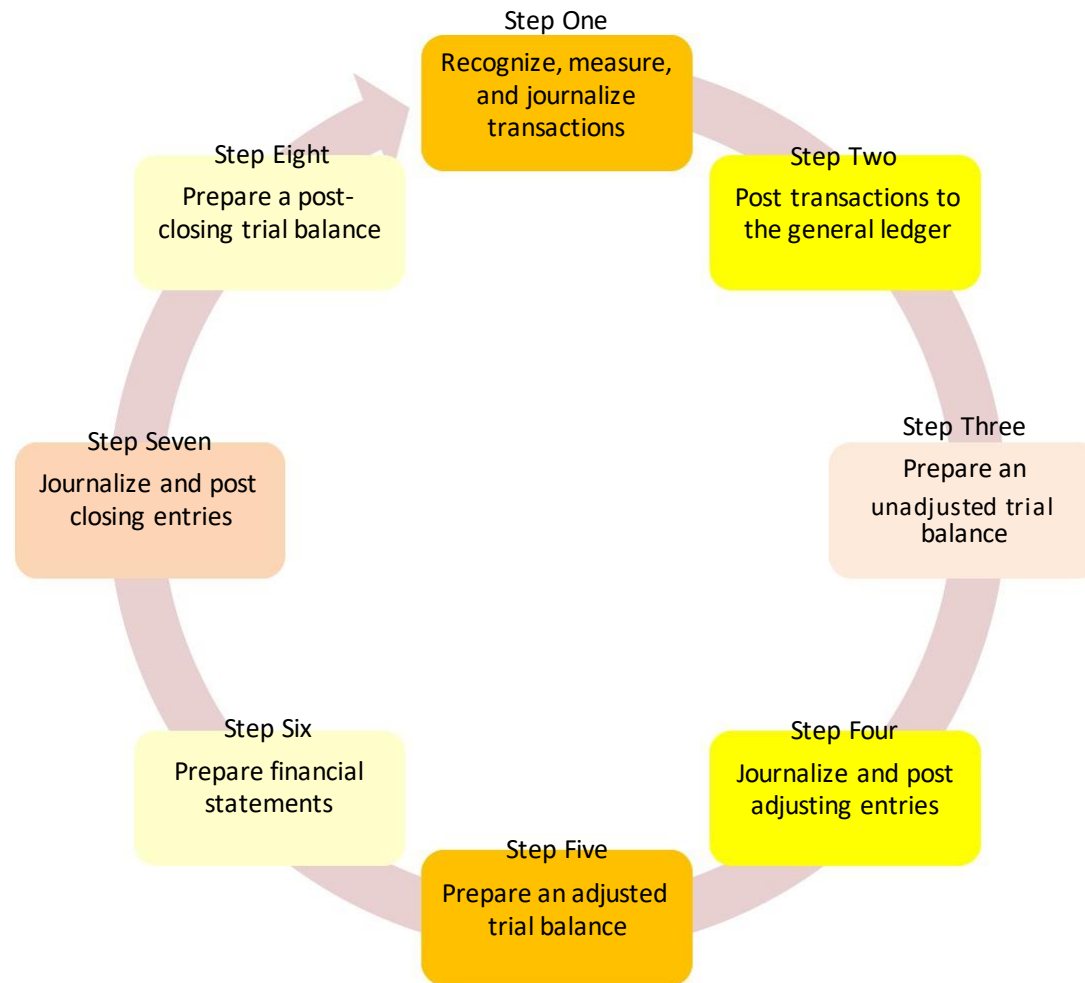 Step One
Recognize, measure,
and journalize
transactions
Step Two
Post transactions to
the general ledger
Step Three
Prepare an
unadjusted trial
balance
Step Four
Journalize and post
adjusting entries
Step Five
Prepare an adjusted
trial balance
Step Six
Prepare financial
statements
Step Seven
Journalize and post
closing entries
Step Eight
Prepare a post-
closing trial balance